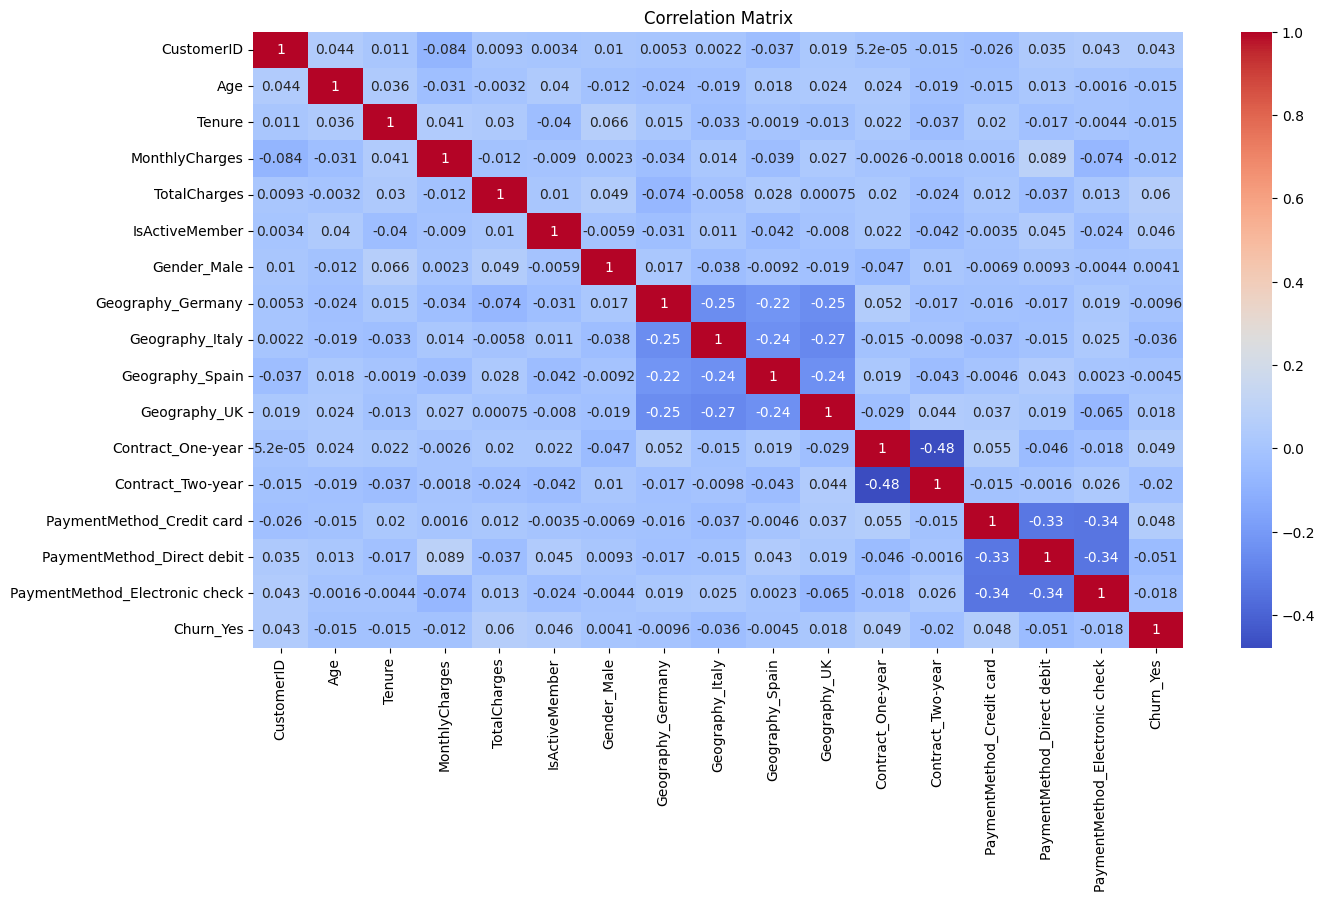 Correlation Matrix
CustomerID 1 0.044 0.011 -0.084 0.0093 0.0034 0.01 0.0053 0.0022 -0.037 0.019 5.2e-05 -0.015 -0.026 0.035 0.043 0.043
Age 0.044 1 0.036 -0.031 -0.0032 0.04 -0.012 -0.024 -0.019 0.018 0.024 0.024 -0.019 -0.015 0.013 -0.0016 -0.015
Tenure 0.011 0.036 1 0.041 0.03 -0.04 0.066 0.015 -0.033 -0.0019 -0.013 0.022 -0.037 0.02 -0.017 -0.0044 -0.015
MonthlyCharges -0.084 -0.031 0.041 1 -0.012 -0.009 0.0023 -0.034 0.014 -0.039 0.027 -0.0026 -0.0018 0.0016 0.089 -0.074 -0.012
TotalCharges 0.0093 -0.0032 0.03 -0.012 1 0.01 0.049 -0.074 -0.0058 0.028 0.00075 0.02 -0.024 0.012 -0.037 0.013 0.06
IsActiveMember 0.0034 0.04 -0.04 -0.009 0.01 1 -0.0059 -0.031 0.011 -0.042 -0.008 0.022 -0.042 -0.0035 0.045 -0.024 0.046
Gender_Male 0.01 -0.012 0.066 0.0023 0.049 -0.0059 1 0.017 -0.038 -0.0092 -0.019 -0.047 0.01 -0.0069 0.0093 -0.0044 0.0041
Geography_Germany 0.0053 -0.024 0.015 -0.034 -0.074 -0.031 0.017 1 -0.25 -0.22 -0.25 0.052 -0.017 -0.016 -0.017 0.019 -0.0096
Geography_Italy 0.0022 -0.019 -0.033 0.014 -0.0058 0.011 -0.038 -0.25 1 -0.24 -0.27 -0.015 -0.0098 -0.037 -0.015 0.025 -0.036
Geography_Spain -0.037 0.018 -0.0019 -0.039 0.028 -0.042 -0.0092 -0.22 -0.24 1 -0.24 0.019 -0.043 -0.0046 0.043 0.0023 -0.0045
Geography_UK 0.019 0.024 -0.013 0.027 0.00075 -0.008 -0.019 -0.25 -0.27 -0.24 1 -0.029 0.044 0.037 0.019 -0.065 0.018
Contract_One-year 5.2e-05 0.024 0.022 -0.0026 0.02 0.022 -0.047 0.052 -0.015 0.019 -0.029 1 -0.48 0.055 -0.046 -0.018 0.049
Contract_Two-year -0.015 -0.019 -0.037 -0.0018 -0.024 -0.042 0.01 -0.017 -0.0098 -0.043 0.044 -0.48 1 -0.015 -0.0016 0.026 -0.02
PaymentMethod_Credit card -0.026 -0.015 0.02 0.0016 0.012 -0.0035 -0.0069 -0.016 -0.037 -0.0046 0.037 0.055 -0.015 1 -0.33 -0.34 0.048
PaymentMethod_Direct debit 0.035 0.013 -0.017 0.089 -0.037 0.045 0.0093 -0.017 -0.015 0.043 0.019 -0.046 -0.0016 -0.33 1 -0.34 -0.051
PaymentMethod_Electronic check 0.043 -0.0016 -0.0044 -0.074 0.013 -0.024 -0.0044 0.019 0.025 0.0023 -0.065 -0.018 0.026 -0.34 -0.34 1 -0.018
Churn_Yes 0.043 -0.015 -0.015 -0.012 0.06 0.046 0.0041 -0.0096 -0.036 -0.0045 0.018 0.049 -0.02 0.048 -0.051 -0.018 1
CustomerID
Age
Tenure
MonthlyCharges
TotalCharges
IsActiveMember
Gender_Male
Geography_Germany
Geography_Italy
Geography_Spain
Geography_UK
Contract_One-year
Contract_Two-year
PaymentMethod_Credit card
PaymentMethod_Direct debit
PaymentMethod_Electronic check
Churn_Yes
1.0
0.8
0.6
0.4
0.2
0.0
−0.2
−0.4